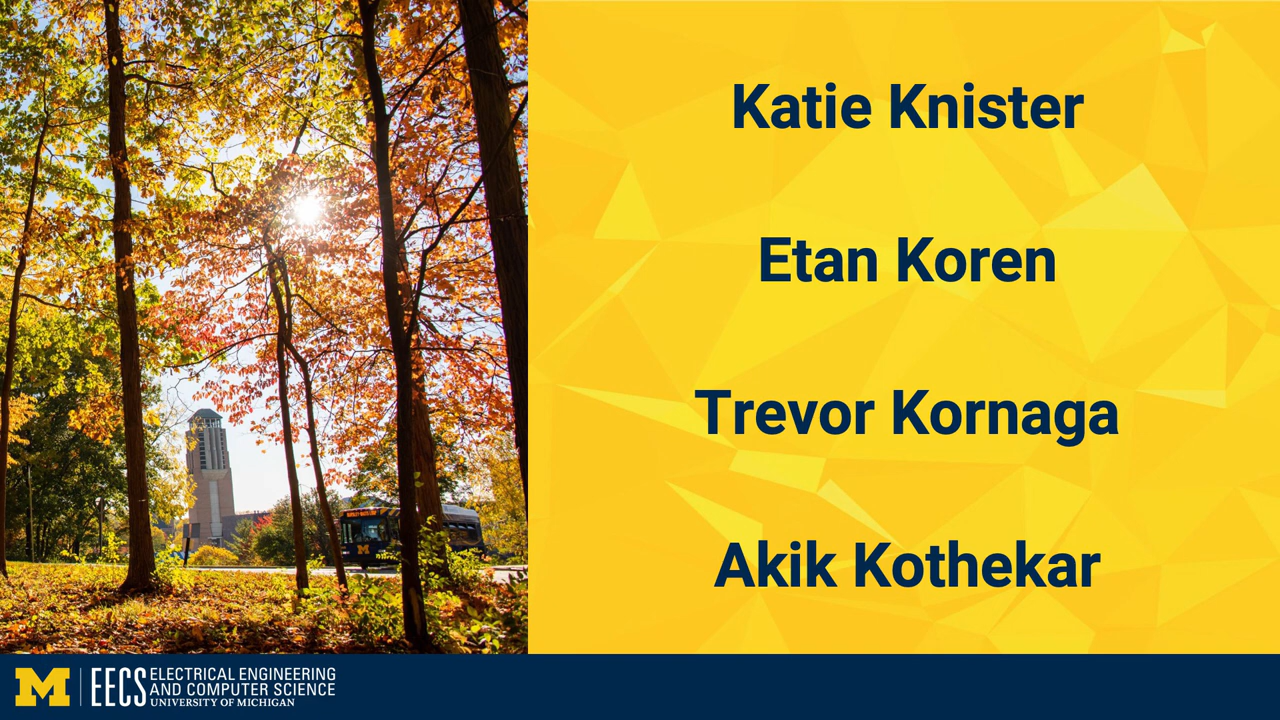 Katie Knister
Etan Koren
Trevor Kornaga
Akik Kothekar
M
M EECS ELECTRICAL ENGINEERING
AND COMPUTER SCIENCE
UNIVERSITY OF MICHIGAN